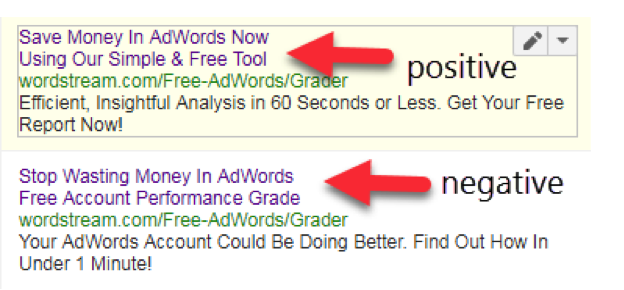 Save Money In AdWords Now
Using Our Simple & Free Tool
positive
wordstream.com/Free-AdWords/Grader
Efficient, Insightful Analysis in 60 Seconds or Less. Get Your Free
Report Now!
Stop Wasting Money In AdWords
negative
Free Account Performance Grade
wordstream.com/Free-AdWords/Grader
Your AdWords Account Could Be Doing Better. Find Out How In
Under 1 Minute!